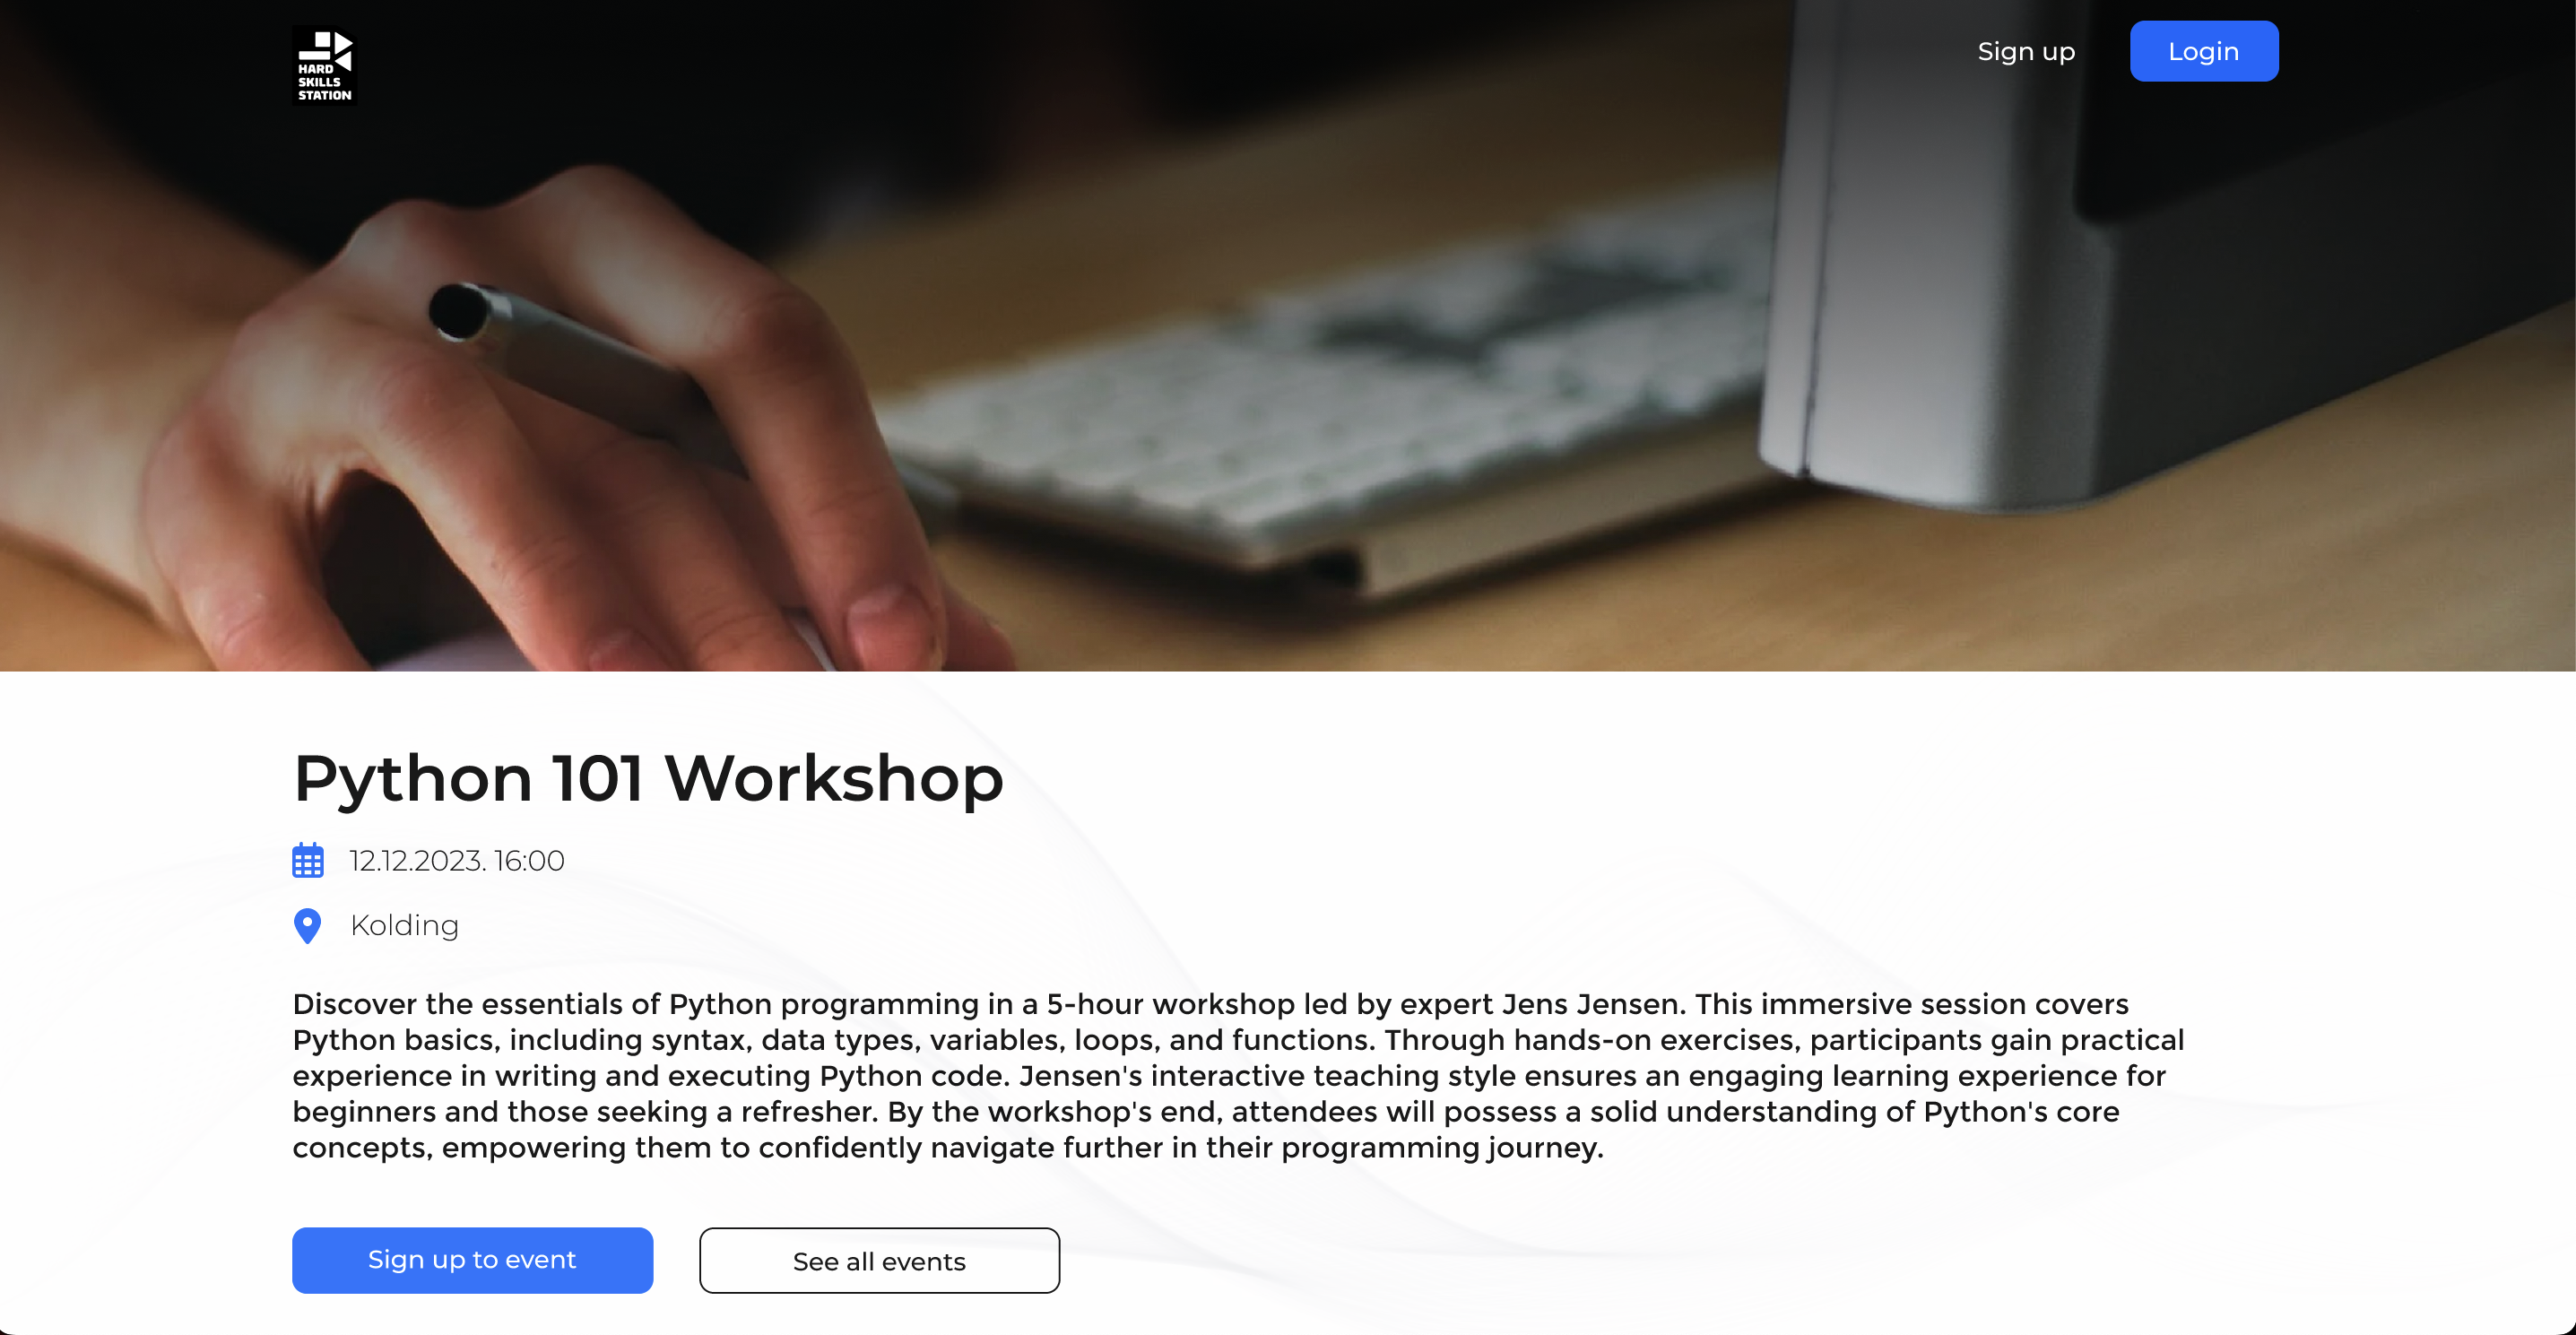 HARD
SKILLS
STATION
Sign up
Login
Python 101 Workshop
12.12.2023. 16:00
Kolding
Discover the essentials of Python programming in a 5-hour workshop led by expert Jens Jensen. This immersive session covers
Python basics, including syntax, data types, variables, loops, and functions. Through hands-on exercises, participants gain practical
experience in writing and executing Python code. Jensen's interactive teaching style ensures an engaging learning experience for
beginners and those seeking a refresher. By the workshop's end, attendees will possess a solid understanding of Python's core
concepts, empowering them to confidently navigate further in their programming journey.
Sign up to event
See all events